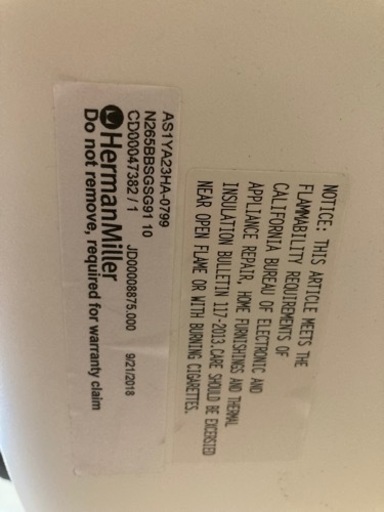 NOTICE: THIS ARTICLE MEETS THE
FLAMMABILITY REQUIREMENTS OF
CALIFORNIA BUREAU OF ELECTRONIC AND
APPLIANCE REPAIR, HOME FURNISHINGS AND THERMAL
INSULATION BULLETIN 117-2013.CARE SHOULD BE EXCERSIED
NEAR OPEN FLAME OR WITH BURNING CIGARETTES.
AS1YA23HA-0799
N265BBSGSG91 10
CD00047382 / 1 JD0008875.000 9/21/2018
HermanMiller
Do not remove, required for warranty claim